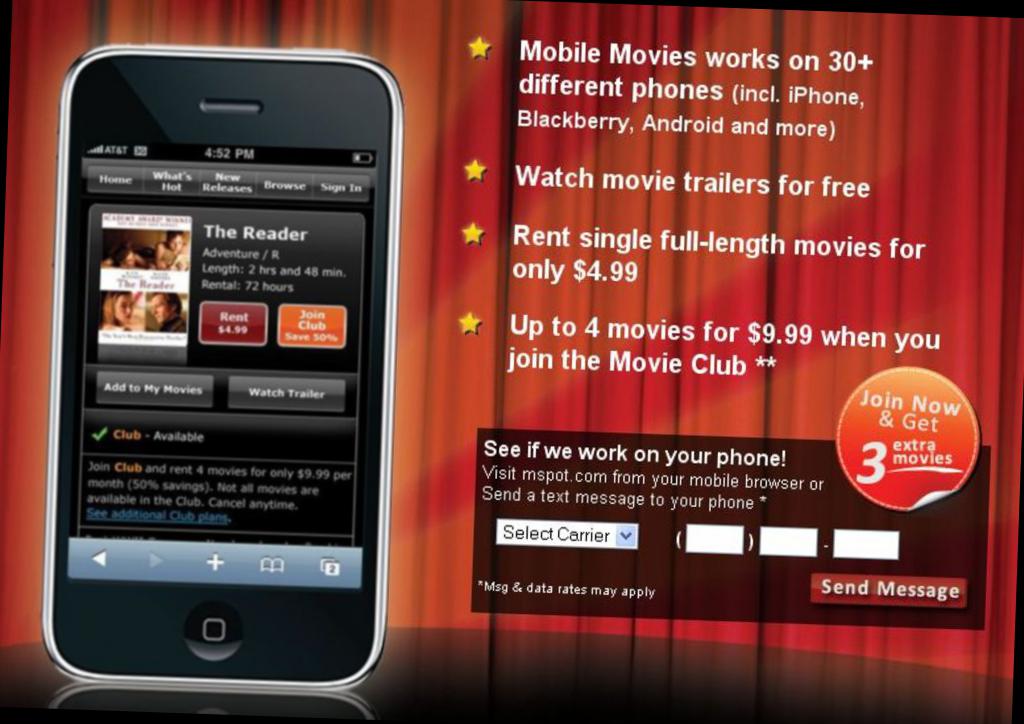 AT&T 3G 4:52 PM
Home What's Hot New Releases Browse Sign In
ACADEMY AWARD WINNER
The Reader
The Reader
Adventure / R
Length: 2 hrs and 48 min.
Rental: 72 hours
Rent
$4.99
Join
Club
Save 50%
Add to My Movies
Watch Trailer
Club - Available
Join Club and rent 4 movies for only $9.99 per
month (50% savings). Not all movies are
available in the Club. Cancel anytime.
See additional Club plans.
2
Mobile Movies works on 30+
different phones (incl. iPhone,
Blackberry, Android and more)
Watch movie trailers for free
Rent single full-length movies for
only $4.99
Up to 4 movies for $9.99 when you
join the Movie Club **
Join Now
& Get
3 extra
movies
See if we work on your phone!
Visit mspot.com from your mobile browser or
Send a text message to your phone *
Select Carrier ( ) -
*Msg & data rates may apply
Send Message